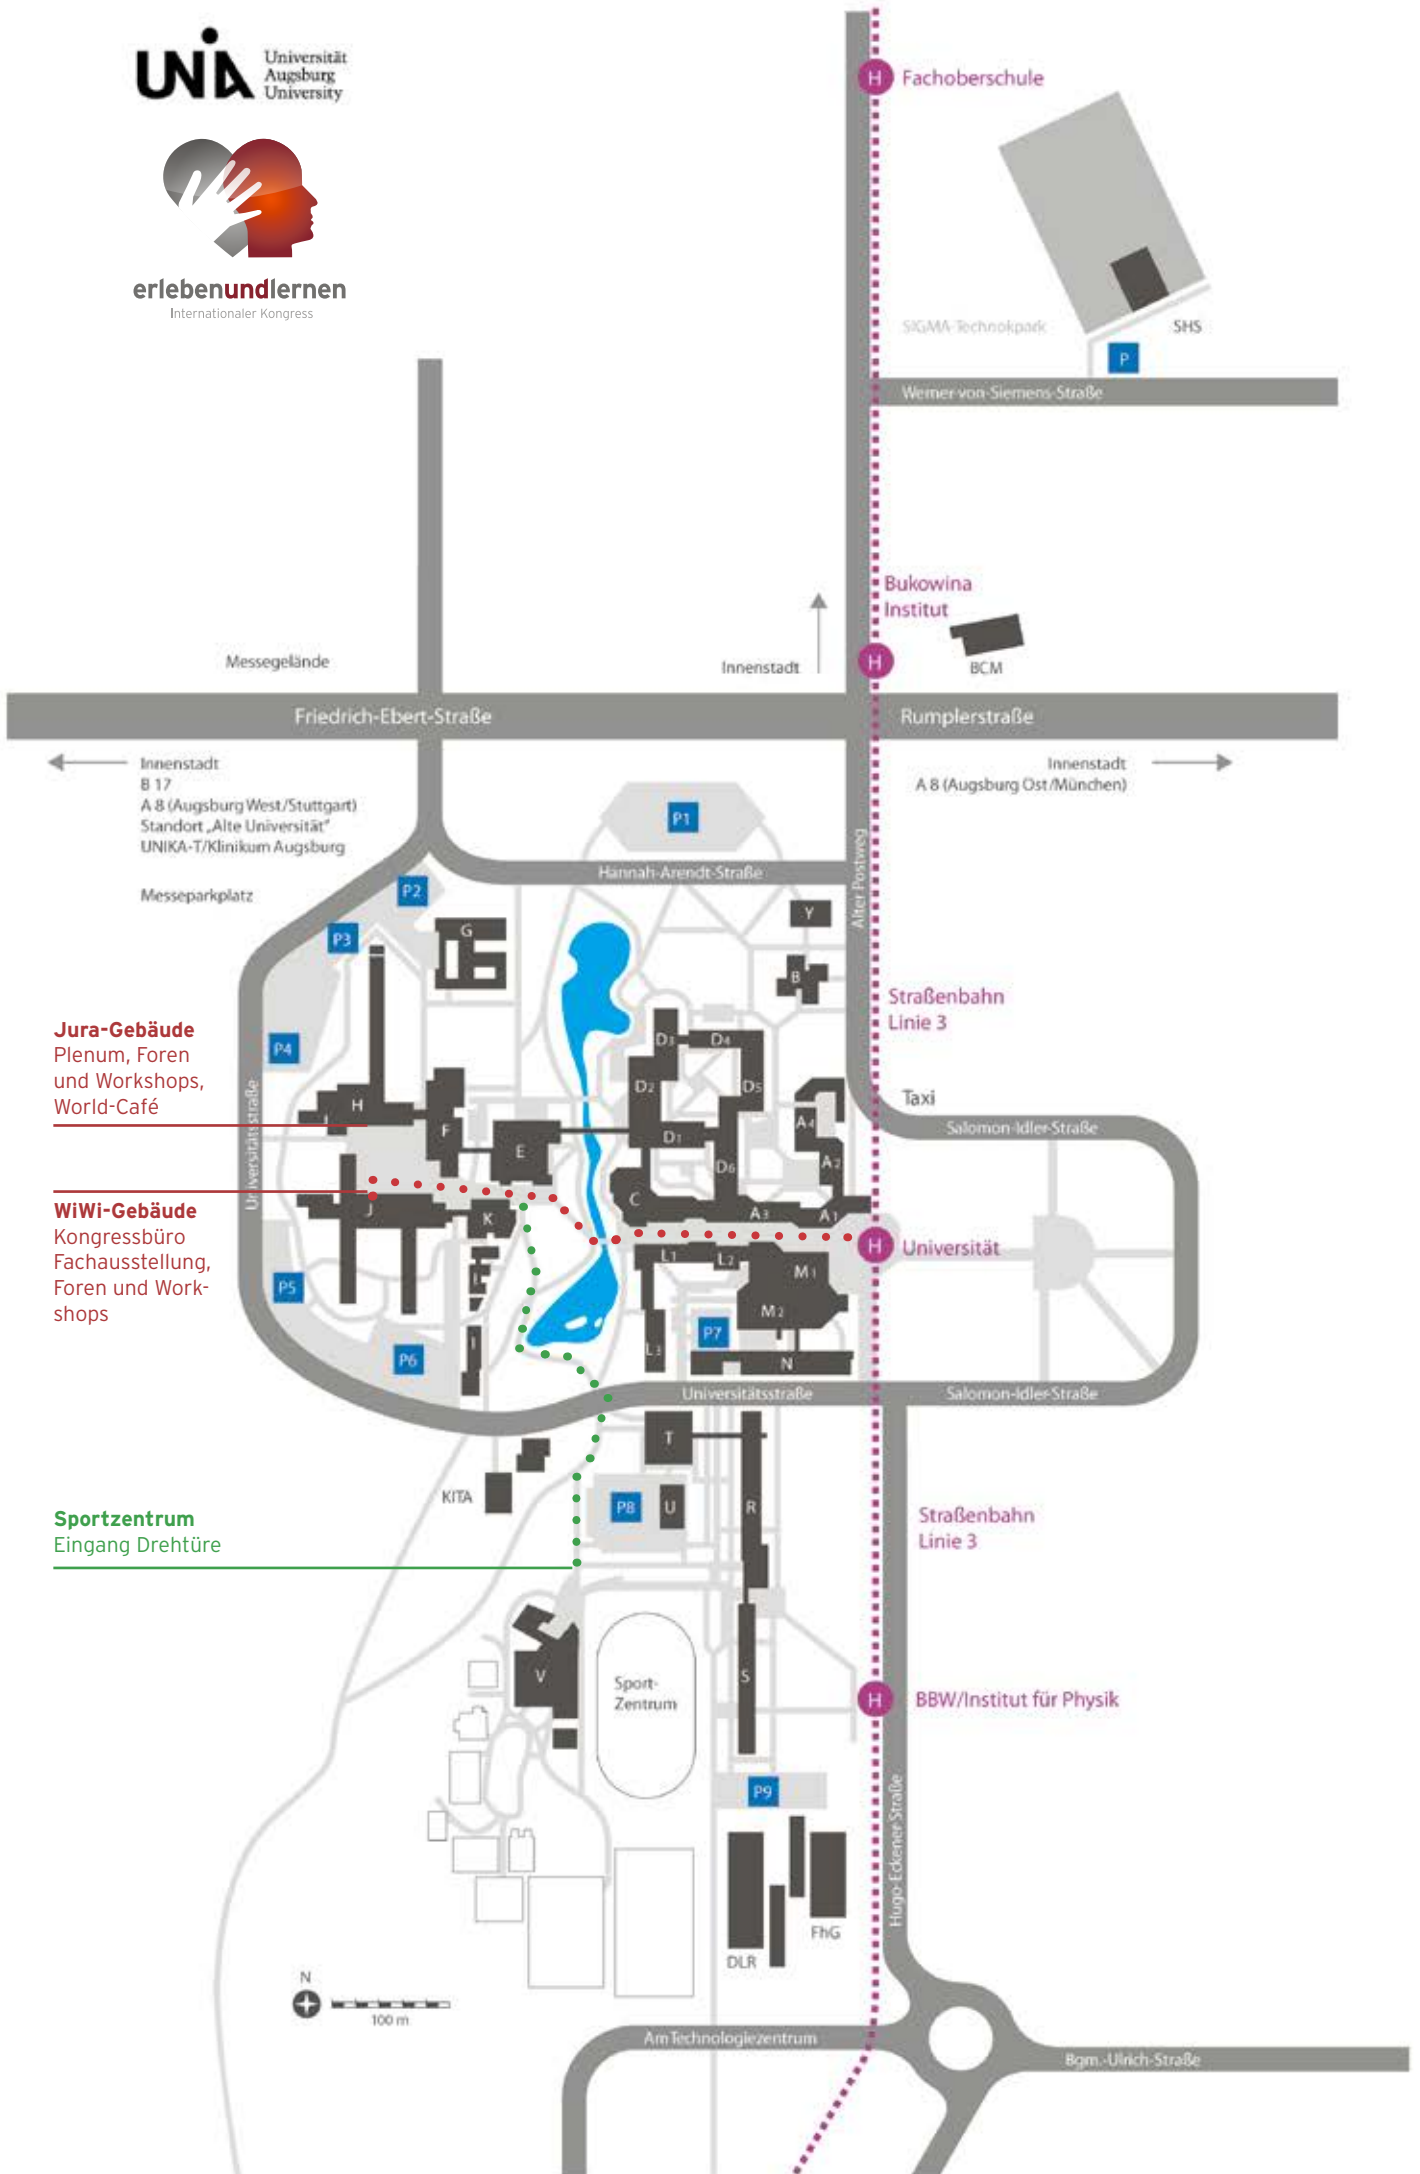 UNIA
Universität
Augsburg
University
erlebenundlernen
Internationaler Kongress
H
Fachoberschule
SIGMA-Technokpark
SHS
P
Werner-von-Siemens-Straße
Bukowina
Institut
H
BCM
Messegelände
Innenstadt
Friedrich-Ebert-Straße
Rumplerstraße
Innenstadt
B 17
A 8 (Augsburg West/Stuttgart)
Standort „Alte Universität"
UNIKA-T/Klinikum Augsburg
Messeparkplatz
Innenstadt
A 8 (Augsburg Ost/München)
P1
Hannah-Arendt-Straße
Alter Postweg
P2
P3
G
Y
B
Straßenbahn
Linie 3
Jura-Gebäude
Plenum, Foren
und Workshops,
World-Café
P4
Universitätsstraße
D3
D4
D2
D5
Taxi
H
I
F
E
D1
D6
A4
A2
Salomon-Idler-Straße
WiWi-Gebäude
Kongressbüro
Fachausstellung,
Foren und Work-
shops
J
K
C
A3
A1
H
Universität
L1
L2
M1
M2
I
P5
P6
I
L3
P7
N
Universitätsstraße
Salomon-Idler-Straße
T
KITA
P8
U
R
Sportzentrum
Eingang Drehtüre
Straßenbahn
Linie 3
V
Sport-
Zentrum
S
H
BBW/Institut für Physik
P9
Hugo-Eckener-Straße
FhG
DLR
N
100 m
Am Technologiezentrum
Bgm.-Ulrich-Straße